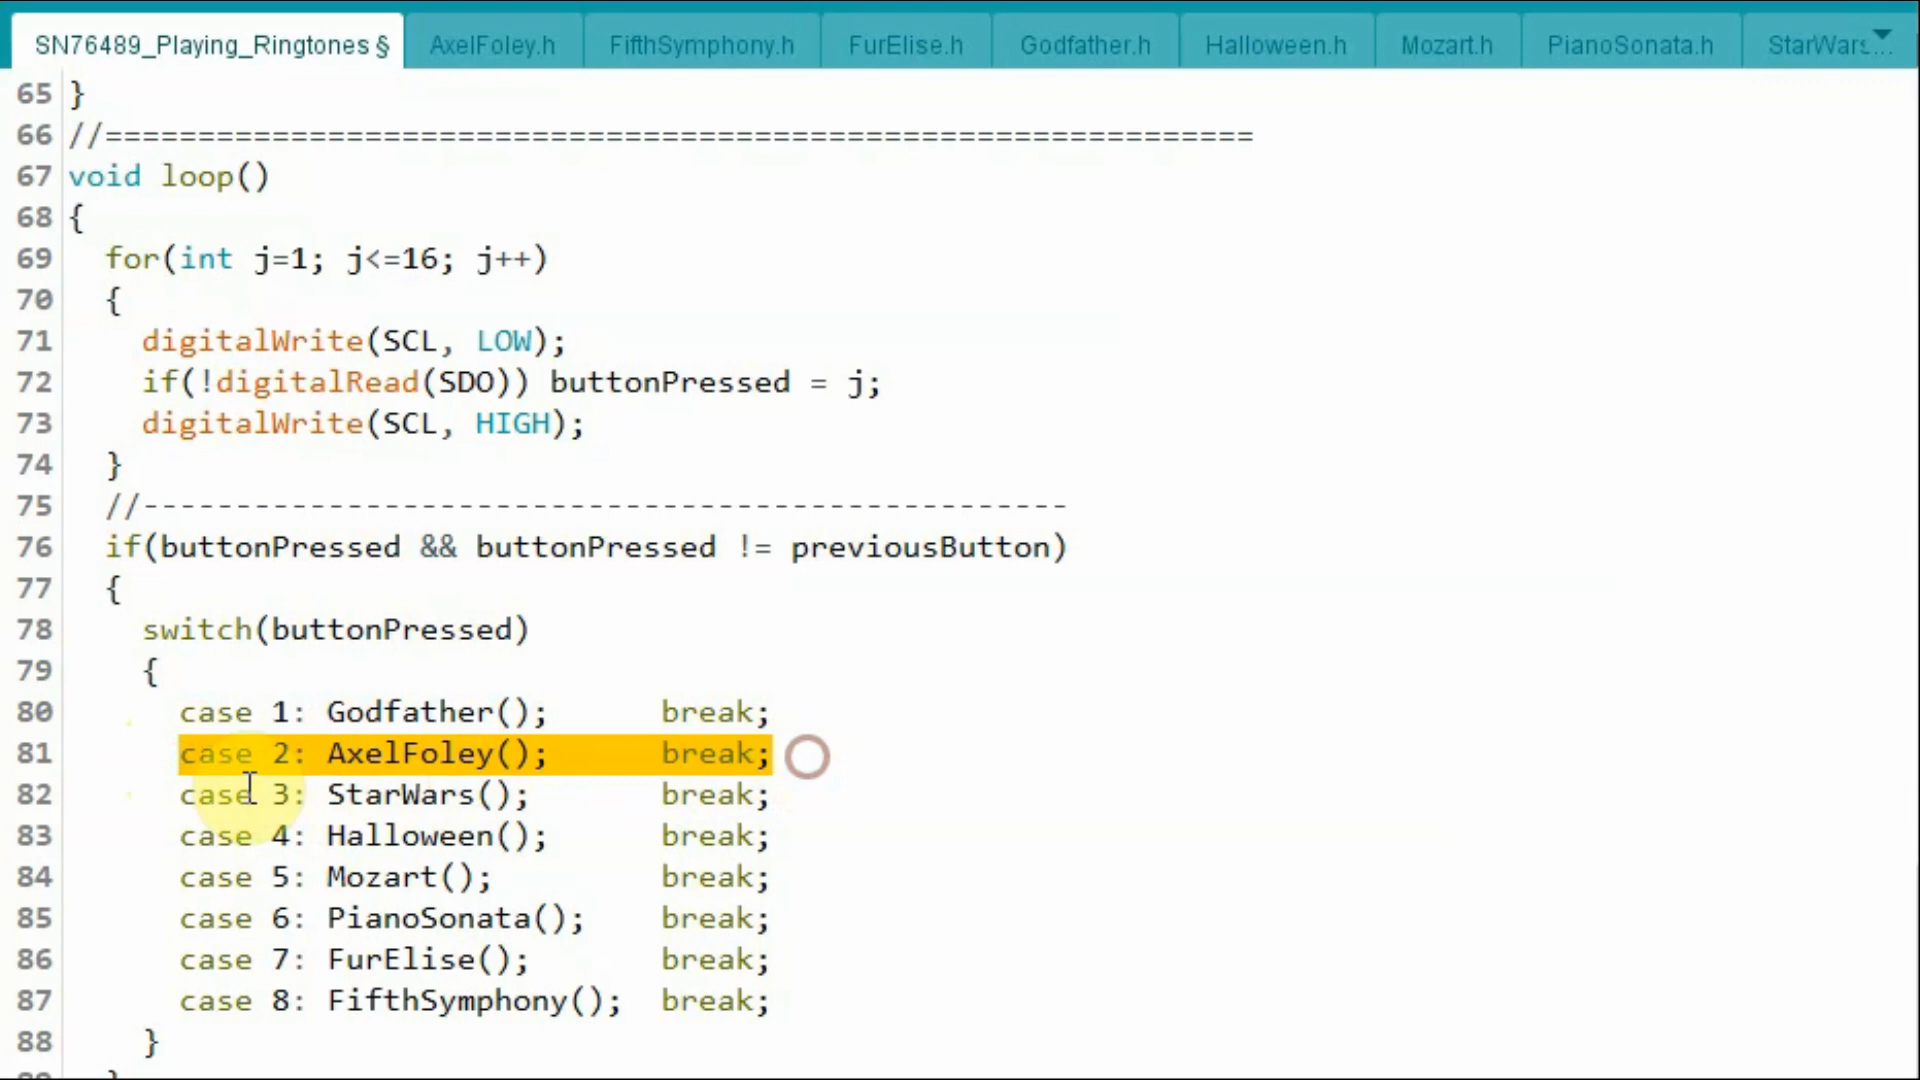 SN76489_Playing_Ringtones § AxelFoley.h FifthSymphony.h FurElise.h Godfather.h Halloween.h Mozart.h PianoSonata.h StarWars...
65 }
66 //==============================================================
67 void loop()
68 {
69 for(int j=1; j<=16; j++)
70 {
71 digitalWrite(SCL, LOW);
72 if(!digitalRead(SDO)) buttonPressed = j;
73 digitalWrite(SCL, HIGH);
74 }
75 //--------------------------------------------------
76 if(buttonPressed && buttonPressed != previousButton)
77 {
78 switch(buttonPressed)
79 {
80 case 1: Godfather(); break;
81 case 2: AxelFoley(); break;
82 case 3: StarWars(); break;
83 case 4: Halloween(); break;
84 case 5: Mozart(); break;
85 case 6: PianoSonata(); break;
86 case 7: FurElise(); break;
87 case 8: FifthSymphony(); break;
88 }